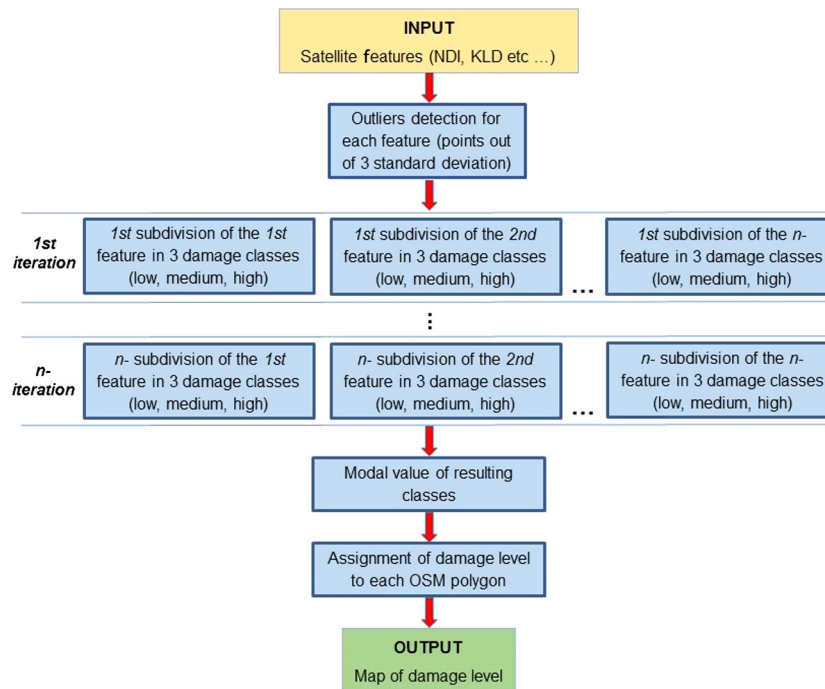 INPUT
Satellite features (NDI, KLD etc ...)
Outliers detection for
each feature (points out
of 3 standard deviation)
1st
iteration
1st subdivision of the 1st
feature in 3 damage classes
(low, medium, high)
1st subdivision of the 2nd
feature in 3 damage classes
(low, medium, high)
...
1st subdivision of the n-
feature in 3 damage classes
(low, medium, high)
...
n-
iteration
n- subdivision of the 1st
feature in 3 damage classes
(low, medium, high)
n- subdivision of the 2nd
feature in 3 damage classes
(low, medium, high)
...
n- subdivision of the n-
feature in 3 damage classes
(low, medium, high)
Modal value of resulting
classes
Assignment of damage level
to each OSM polygon
OUTPUT
Map of damage level